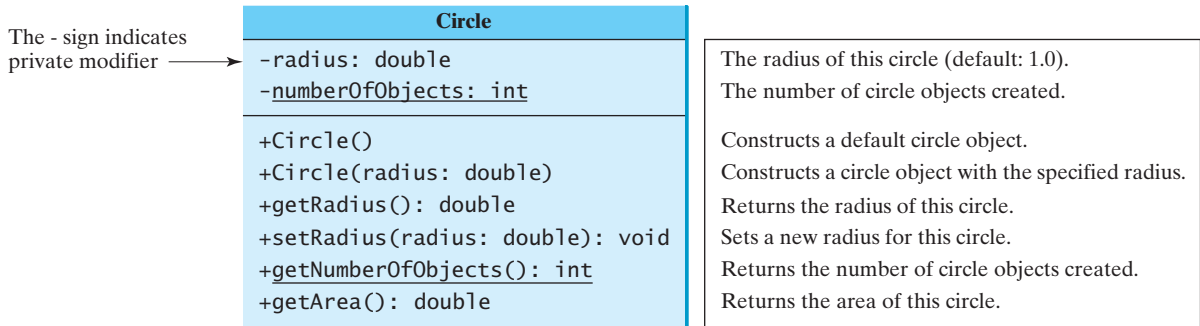 The - sign indicates
private modifier
Circle
-radius: double
-numberOfObjects: int
+Circle()
+Circle(radius: double)
+getRadius(): double
+setRadius(radius: double): void
+getNumberOfObjects(): int
+getArea(): double
The radius of this circle (default: 1.0).
The number of circle objects created.
Constructs a default circle object.
Constructs a circle object with the specified radius.
Returns the radius of this circle.
Sets a new radius for this circle.
Returns the number of circle objects created.
Returns the area of this circle.